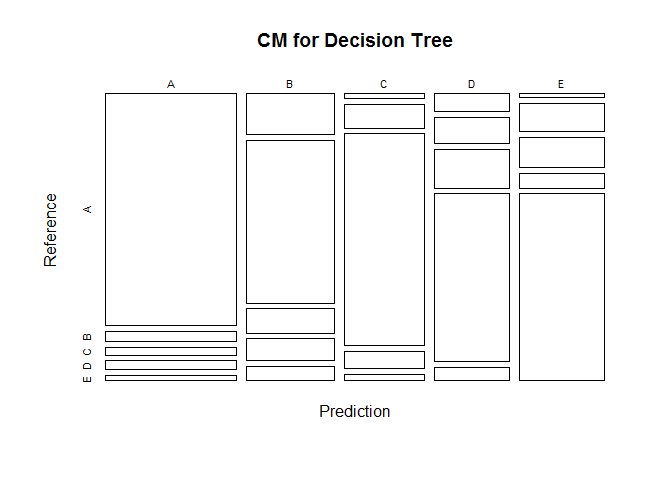 CM for Decision Tree
A B C D E
Reference
A
B
C
D
E
Prediction